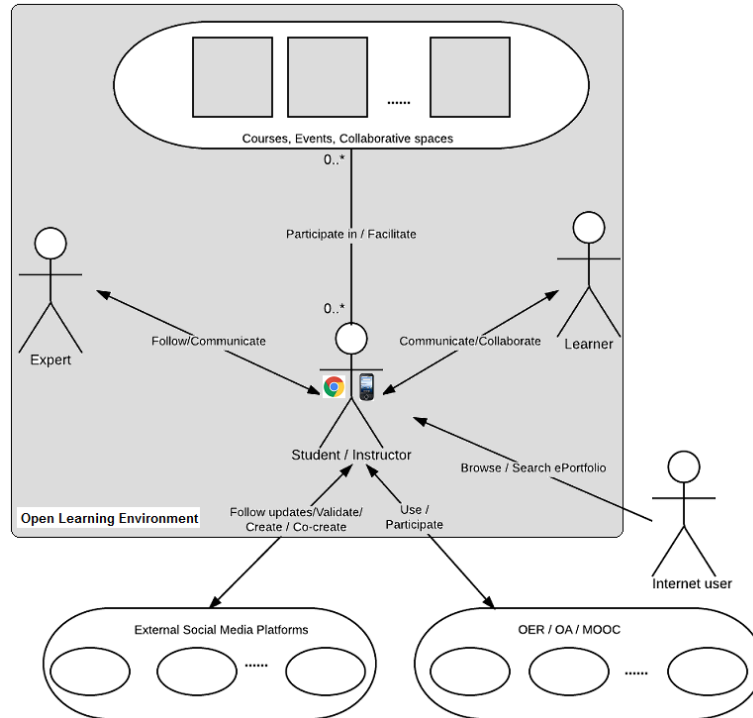 ......
Courses, Events, Collaborative spaces
0..*
Participate in / Facilitate
0..*
Expert
Follow/Communicate
Communicate/Collaborate
Learner
Student / Instructor
Browse / Search ePortfolio
Open Learning Environment
Follow updates/Validate/
Create / Co-create
Use /
Participate
Internet user
External Social Media Platforms
......
OER / OA / MOOC
......